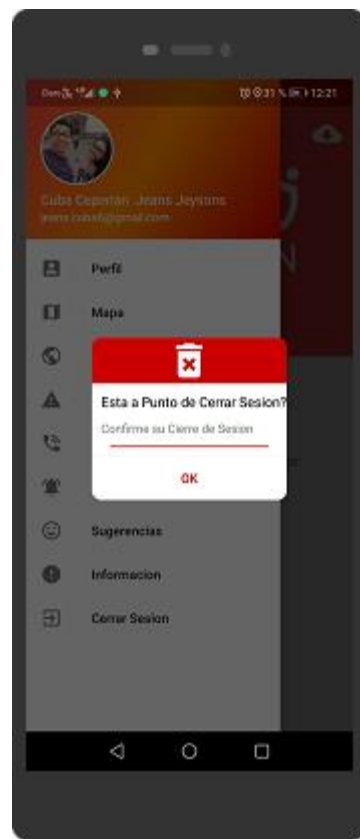 31 % 12:21
Cuba Ceperian Jeans Jeysons
Perfil
Mapa
Esta a Punto de Cerrar Sesion?
Confirme su Cierre de Sesion
OK
Sugerencias
Informacion
Cerrar Sesion